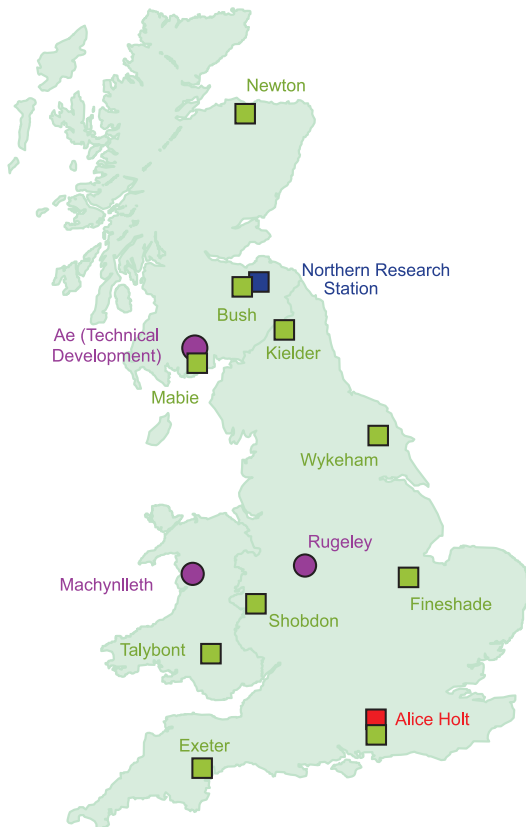 Newton
Northern Research
Station
Bush
Ae (Technical
Development)
Kielder
Mabie
Wykeham
Rugeley
Machynlleth
Fineshade
Shobdon
Talybont
Alice Holt
Exeter